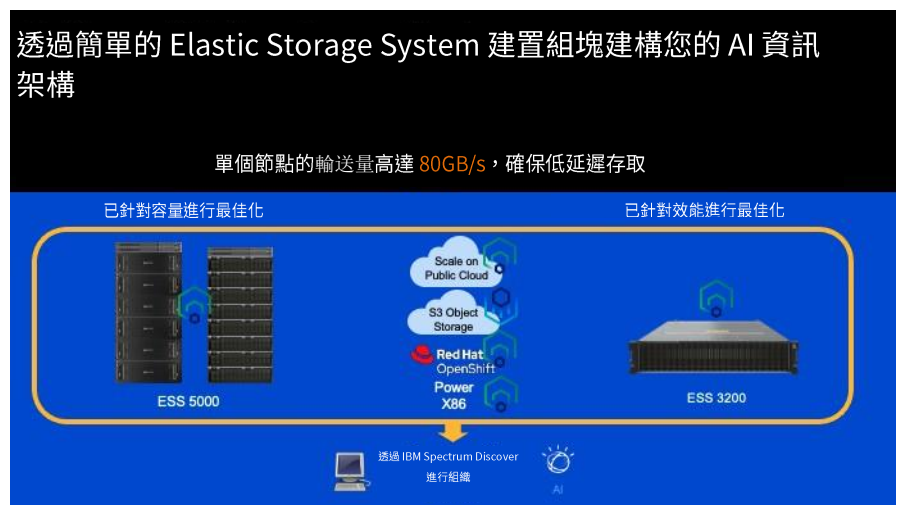 透過簡單的 Elastic Storage System 建置組塊建構您的 AI 資訊
架構
單個節點的輸送量高達 80GB/s，確保低延遲存取
已針對容量進行最佳化
已針對效能進行最佳化
Scale on
Public Cloud
S3 Object
Storage
Red Hat
OpenShift
Power
X86
ESS 5000
ESS 3200
透過 IBM Spectrum Discover
進行組織
AI